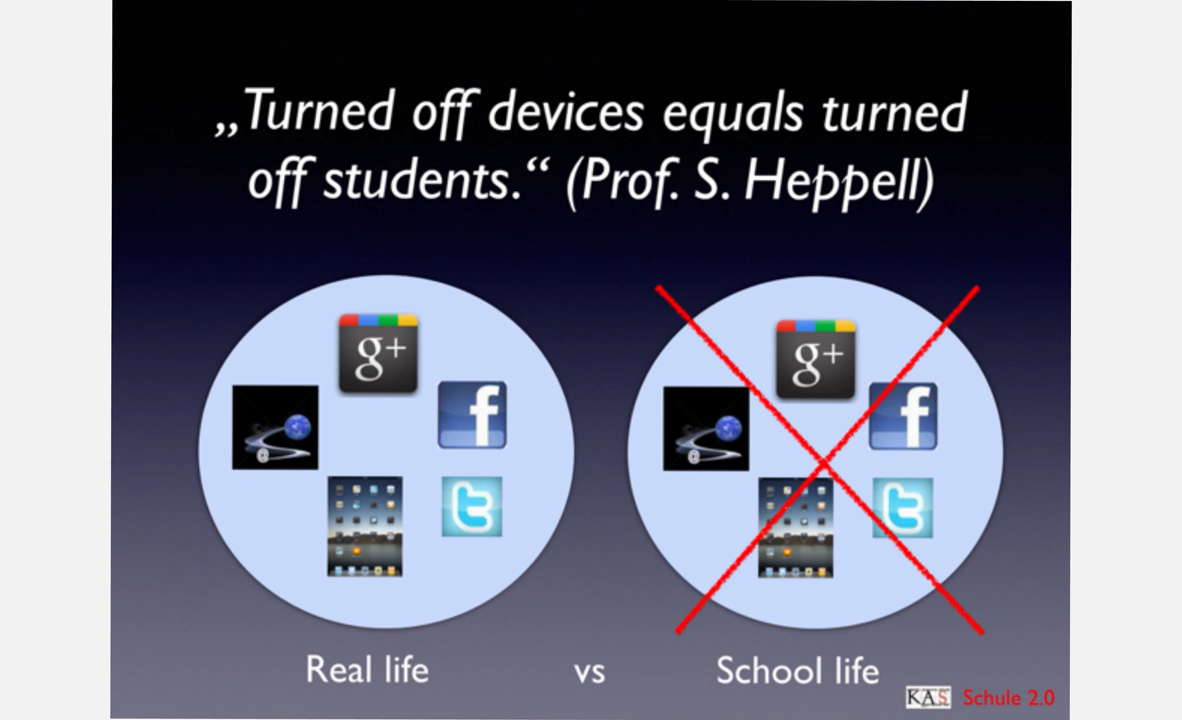 „Turned off devices equals turned
off students.“ (Prof. S. Heppell)
g+
f
@
t
g+
f
@
t
Real life vs School life
KAS Schule 2.0